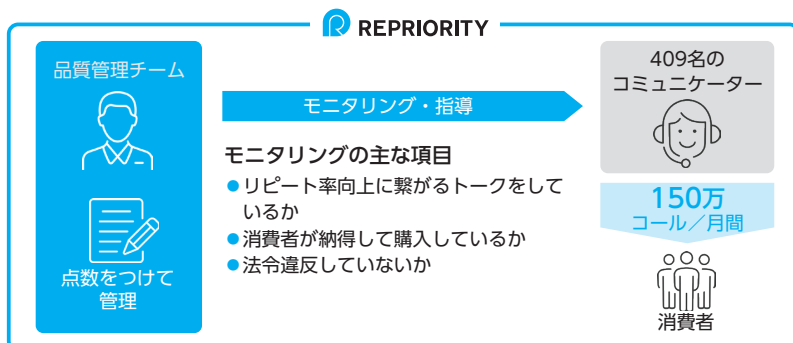 REPRIORITY
品質管理チーム
点数をつけて
管理
モニタリング・指導
モニタリングの主な項目
●リピート率向上に繋がるトークをして
いるか
●消費者が納得して購入しているか
●法令違反していないか
409名の
コミュニケーター
150万
コール／月間
消費者